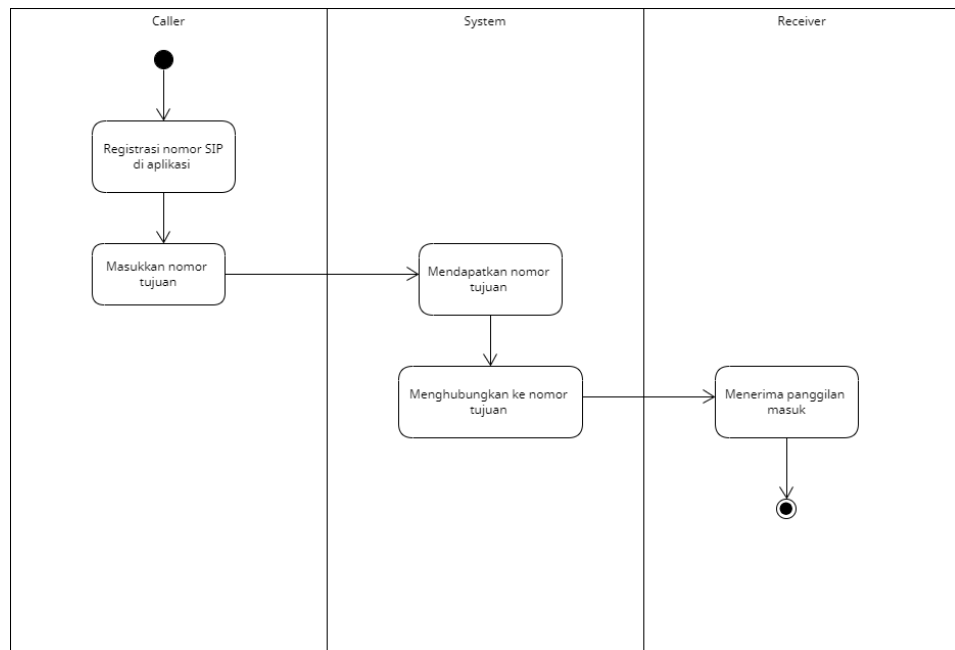 Caller
System
Receiver
Registrasi nomor SIP
di aplikasi
Masukkan nomor
tujuan
Mendapatkan nomor
tujuan
Menghubungkan ke nomor
tujuan
Menerima panggilan
masuk